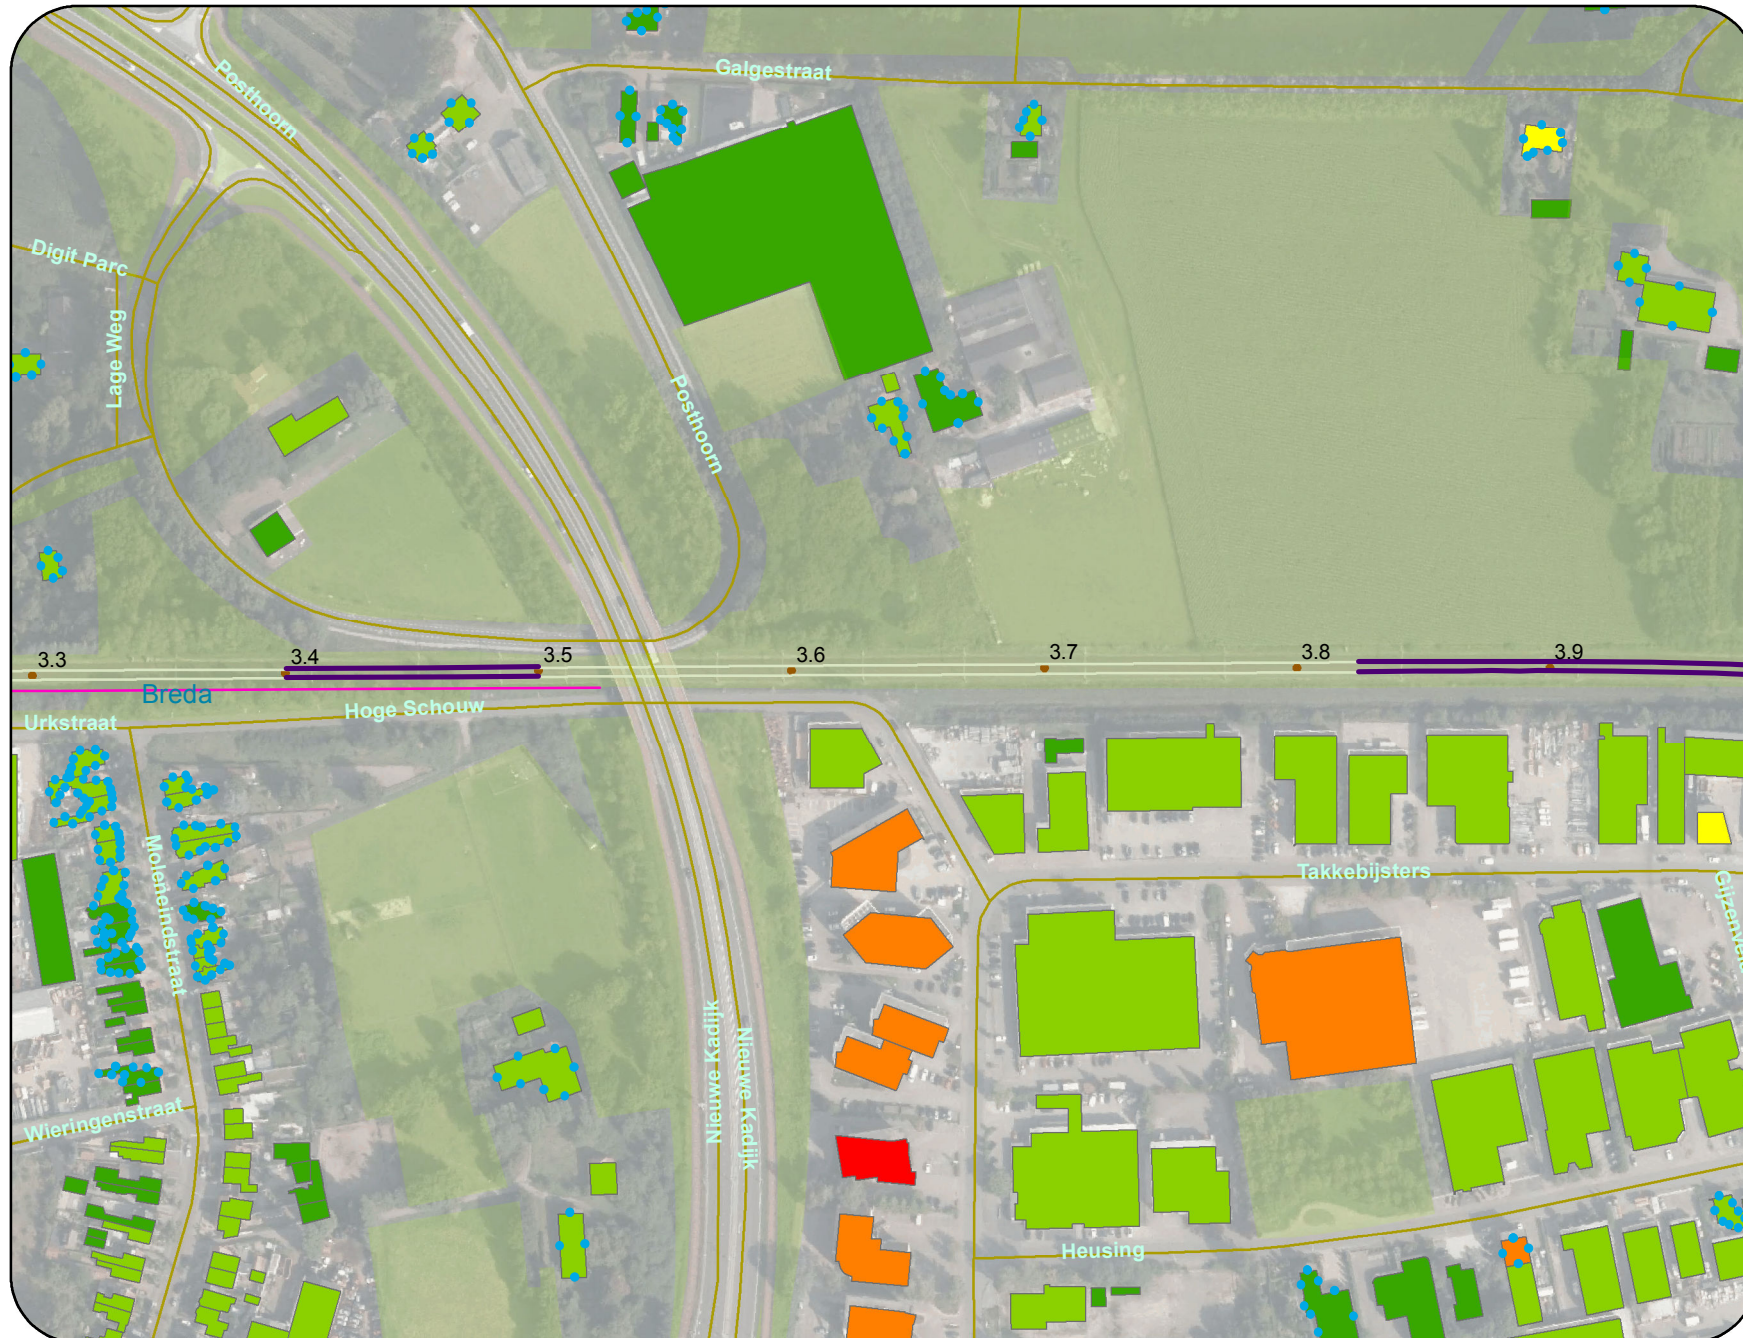 Posthoorn
Galgestraat
Digit Parc
Lage Weg
Posthoorn
3.3
3.4
3.5
3.6
3.7
3.8
3.9
Breda
Hoge Schouw
Urkstraat
Moleneindstraat
Takkebijsters
Nieuwe Kadijk
Nieuwe Kadijk
Wieringenstraat
Heusing